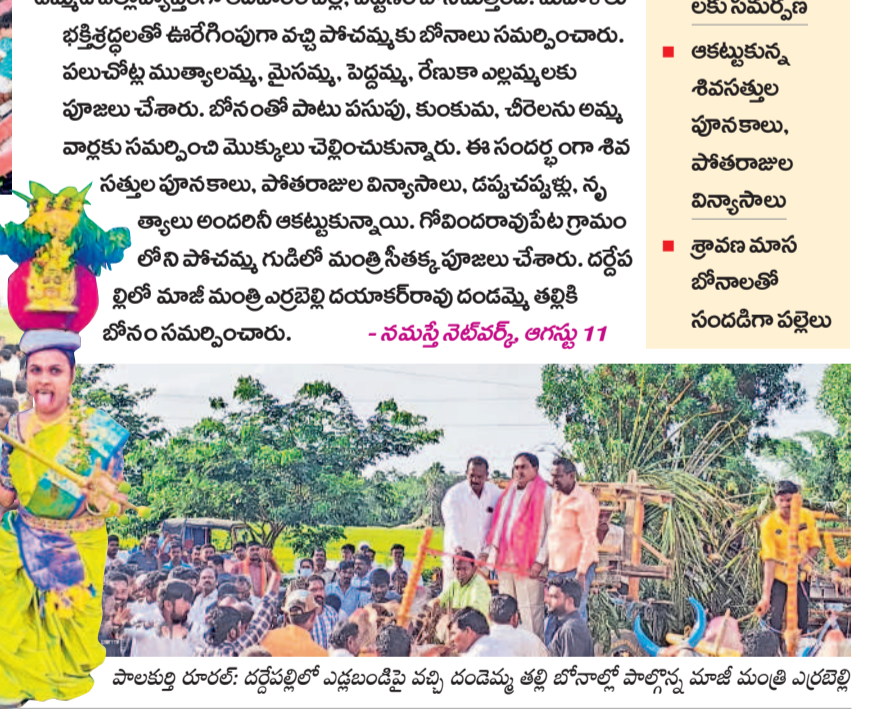 భక్తిశ్రద్ధలతో ఊరేగింపుగా వచ్చి పోచమ్మకు బోనాలు సమర్పించారు.
పలుచోట్ల ముత్యాలమ్మ, మైసమ్మ, పెద్దమ్మ, రేణుకా ఎల్లమ్మలకు
పూజలు చేశారు. బోనంతో పాటు పసుపు, కుంకుమ, చీరెలను అమ్మ
వార్లకు సమర్పించి మొక్కులు చెల్లించుకున్నారు. ఈ సందర్భంగా శివ
సత్తుల పూనకాలు, పోతరాజుల విన్యాసాలు, డప్పుచప్పుళ్లు, నృ
త్యాలు అందరినీ ఆకట్టుకున్నాయి. గోవిందరావుపేట గ్రామం
లోని పోచమ్మ గుడిలో మంత్రి సీతక్క పూజలు చేశారు. దర్దేప
ల్లిలో మాజీ మంత్రి ఎర్రబెల్లి దయాకర్‌రావు దండమ్మె తల్లికి
బోనం సమర్పించారు.
- నమస్తే నెట్‌వర్క్, ఆగస్టు 11
లకు సమర్పణ
ఆకట్టుకున్న
శివసత్తుల
పూనకాలు,
పోతరాజుల
విన్యాసాలు
శ్రావణ మాస
బోనాలతో
సందడిగా పల్లెలు
పాలకుర్తి రూరల్: దర్దేపల్లిలో ఎడ్లబండిపై వచ్చి దండెమ్మ తల్లి బోనాల్లో పాల్గొన్న మాజీ మంత్రి ఎర్రబెల్లి